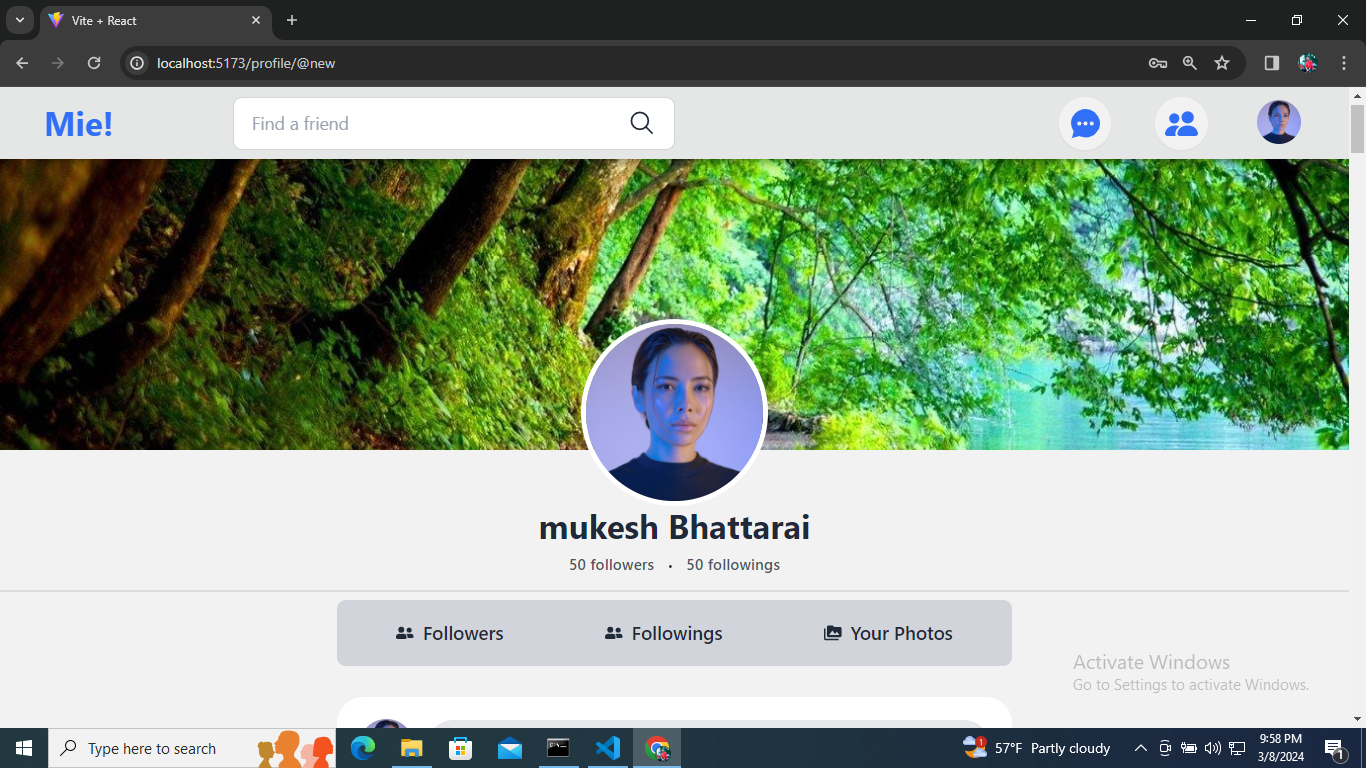 Vite + React
localhost:5173/profile/@new
Mie!
Find a friend
mukesh Bhattarai
50 followers • 50 followings
Followers
Followings
Your Photos
Activate Windows
Go to Settings to activate Windows.
Type here to search
1
57°F Partly cloudy
9:58 PM
3/8/2024
1